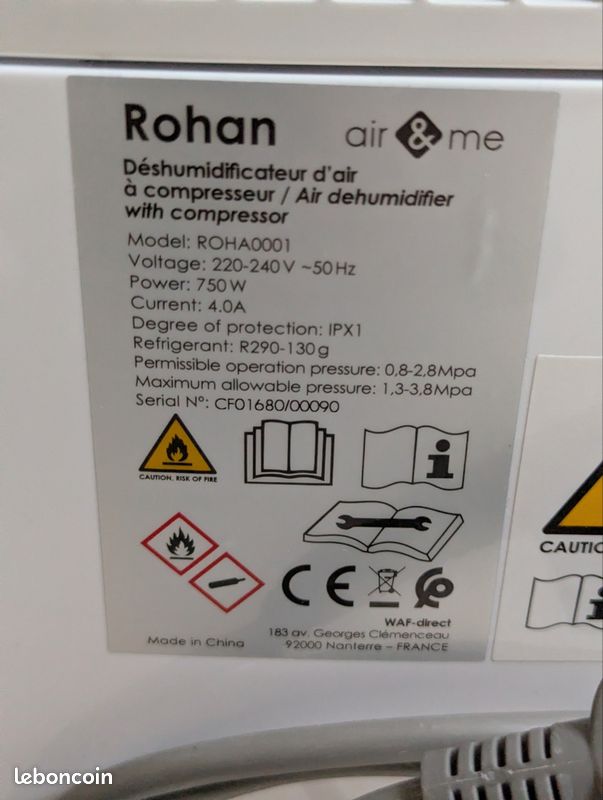 Rohan
air & me
Déshumidificateur d'air
à compresseur / Air dehumidifier
with compressor
Model: ROHA0001
Voltage: 220-240V ~50Hz
Power: 750W
Current: 4.0A
Degree of protection: IPX1
Refrigerant: R290-130g
Permissible operation pressure: 0,8-2,8Mpa
Maximum allowable pressure: 1,3-3,8Mpa
Serial N°: CF01680/00090
CAUTION, RISK OF FIRE
i
CAUTIO
CE
WAF-direct
183 av. Georges Clémenceau
92000 Nanterre – FRANCE
Made in China
leboncoin